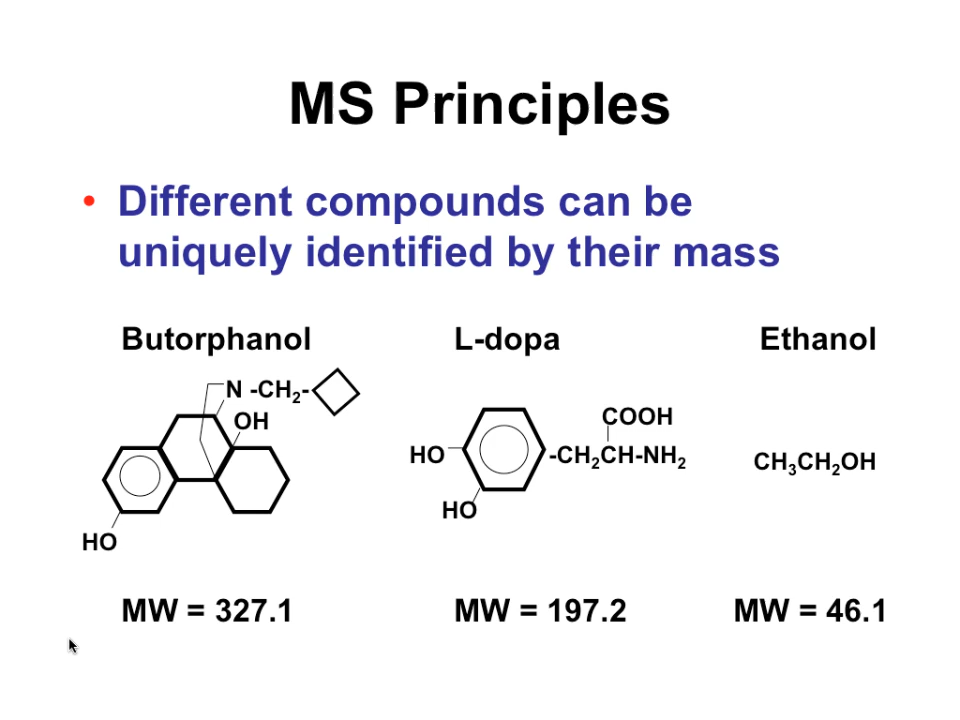 MS Principles
• Different compounds can be
uniquely identified by their mass
Butorphanol L-dopa Ethanol
N -CH2-
OH
HO
COOH
HO -CH2CH-NH2
HO
CH3CH2OH
MW = 327.1 MW = 197.2 MW = 46.1